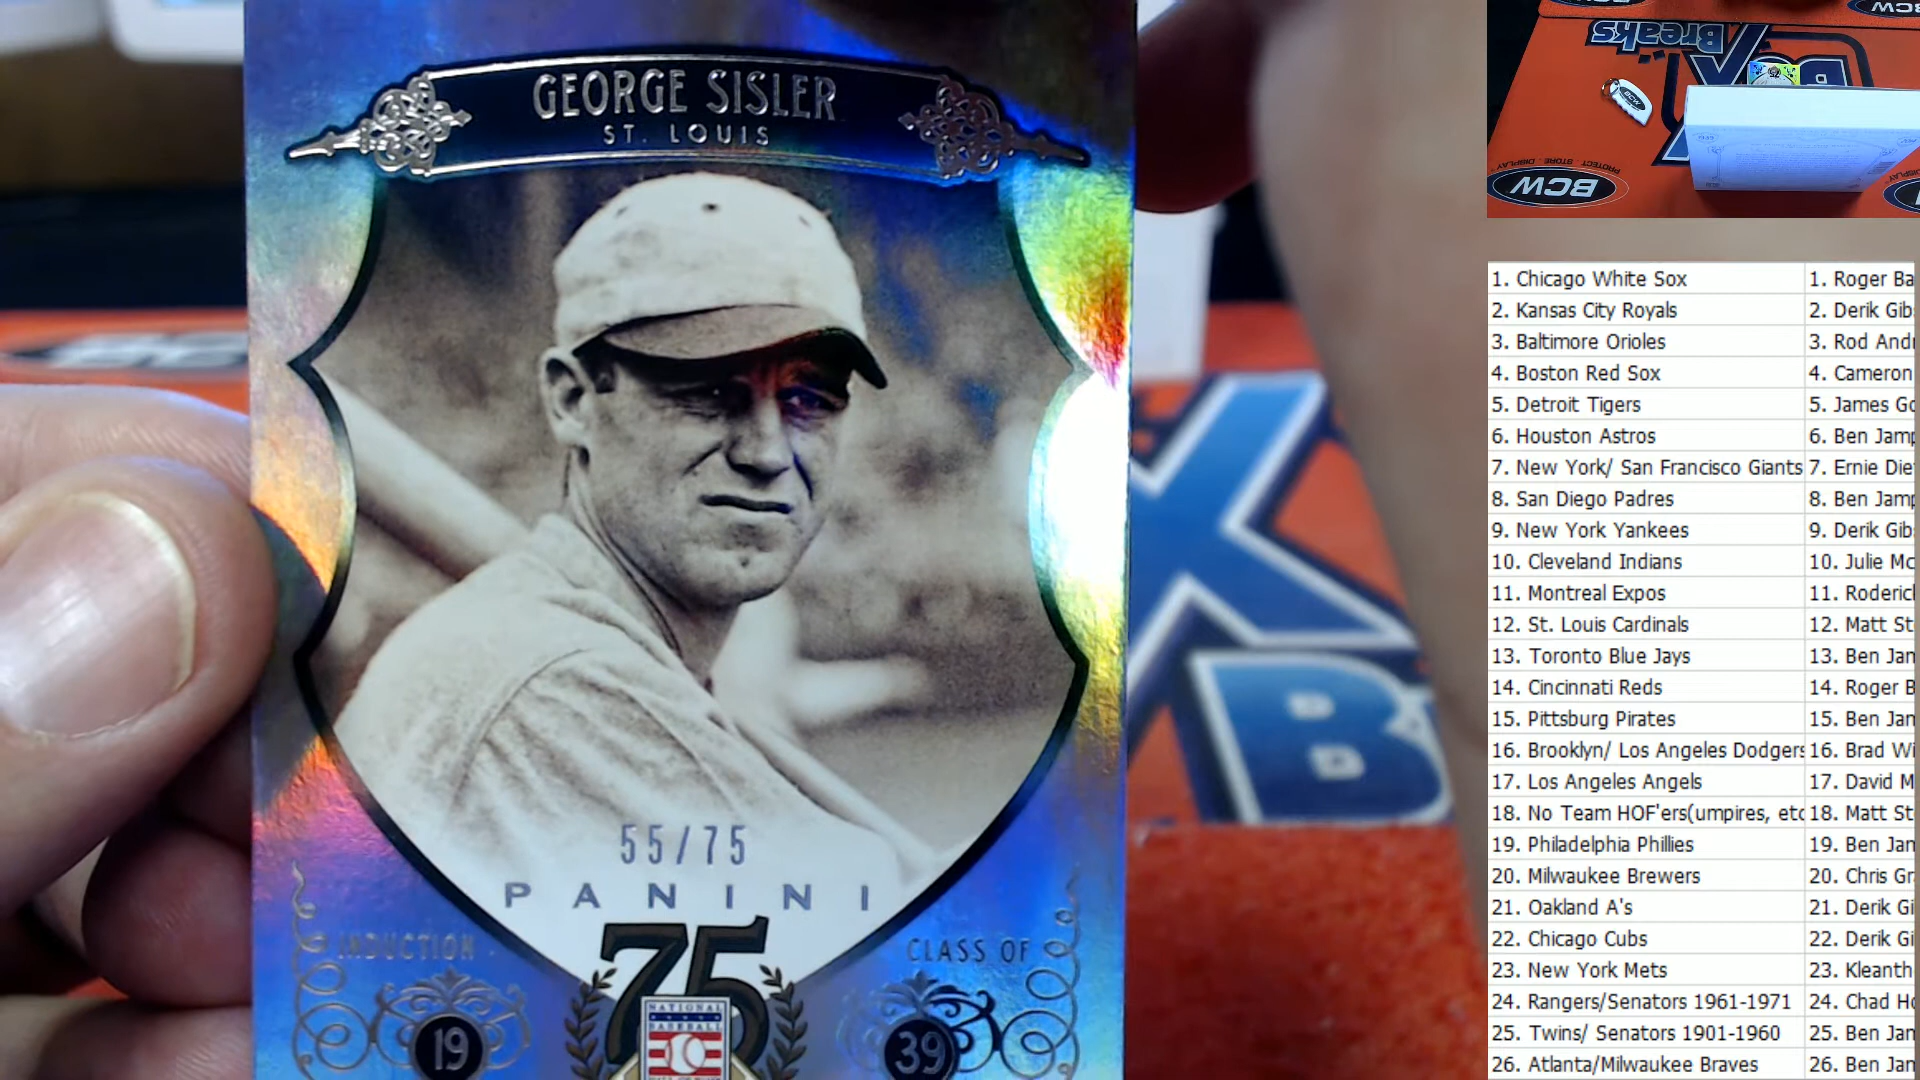 GEORGE SISLER
ST. LOUIS
55/75
PANINI
INDUCTION
CLASS OF
75
19
39
NATIONAL
BASEBALL
B
Breaks
BCW
PROTECT . STORE . DISPLAY
BCW
1. Chicago White Sox 1. Roger Ba
2. Kansas City Royals 2. Derik Gib
3. Baltimore Orioles 3. Rod Andr
4. Boston Red Sox 4. Cameron
5. Detroit Tigers 5. James Go
6. Houston Astros 6. Ben Jamp
7. New York/ San Francisco Giants 7. Ernie Die
8. San Diego Padres 8. Ben Jamp
9. New York Yankees 9. Derik Gib
10. Cleveland Indians 10. Julie Mc
11. Montreal Expos 11. Roderick
12. St. Louis Cardinals 12. Matt St
13. Toronto Blue Jays 13. Ben Jan
14. Cincinnati Reds 14. Roger B
15. Pittsburg Pirates 15. Ben Jan
16. Brooklyn/ Los Angeles Dodgers 16. Brad Wi
17. Los Angeles Angels 17. David M
18. No Team HOF'ers(umpires, etc 18. Matt St
19. Philadelphia Phillies 19. Ben Jan
20. Milwaukee Brewers 20. Chris Gr
21. Oakland A's 21. Derik Gi
22. Chicago Cubs 22. Derik Gi
23. New York Mets 23. Kleanth
24. Rangers/Senators 1961-1971 24. Chad Ho
25. Twins/ Senators 1901-1960 25. Ben Jan
26. Atlanta/Milwaukee Braves 26. Ben Jan